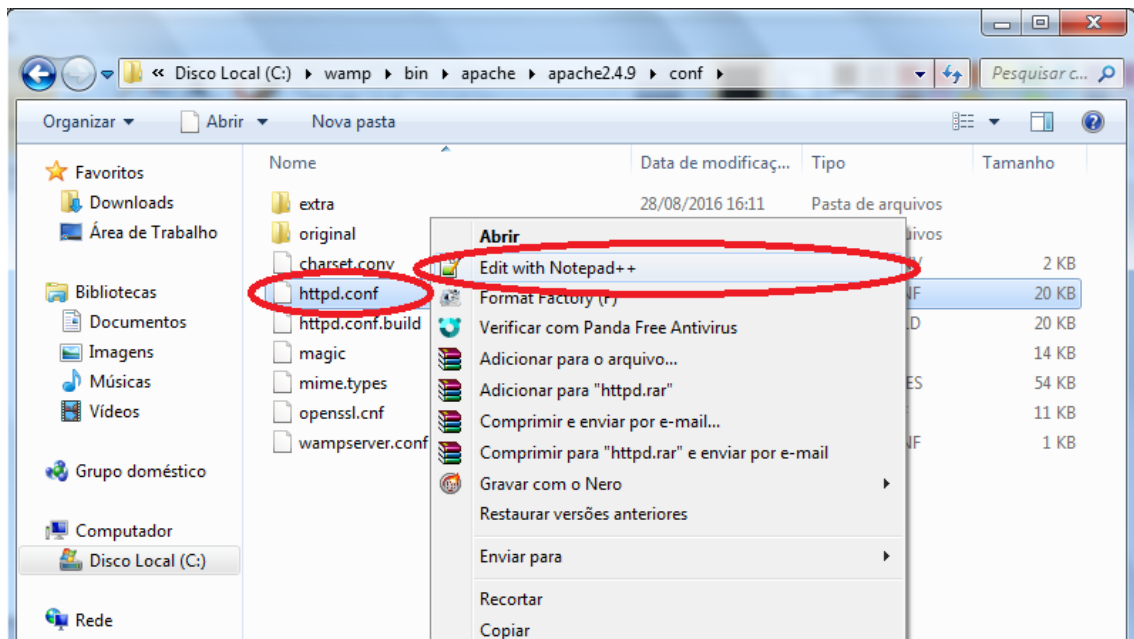 « Disco Local (C:) ▸ wamp ▸ bin ▸ apache ▸ apache2.4.9 ▸ conf ▸
Pesquisar c...
Organizar Abrir Nova pasta
Nome Data de modificaç... Tipo Tamanho
Favoritos
Downloads
Área de Trabalho
Bibliotecas
Documentos
Imagens
Músicas
Vídeos
Grupo doméstico
Computador
Disco Local (C:)
Rede
extra 28/08/2016 16:11 Pasta de arquivos
original uivos
charset.conv 2 KB
httpd.conf NF 20 KB
httpd.conf.build LD 20 KB
magic 14 KB
mime.types ES 54 KB
openssl.cnf 11 KB
wampserver.conf NF 1 KB
Abrir
Edit with Notepad++
Format Factory (F)
Verificar com Panda Free Antivirus
Adicionar para o arquivo...
Adicionar para "httpd.rar"
Comprimir e enviar por e-mail...
Comprimir para "httpd.rar" e enviar por e-mail
Gravar com o Nero
Restaurar versões anteriores
Enviar para
Recortar
Copiar